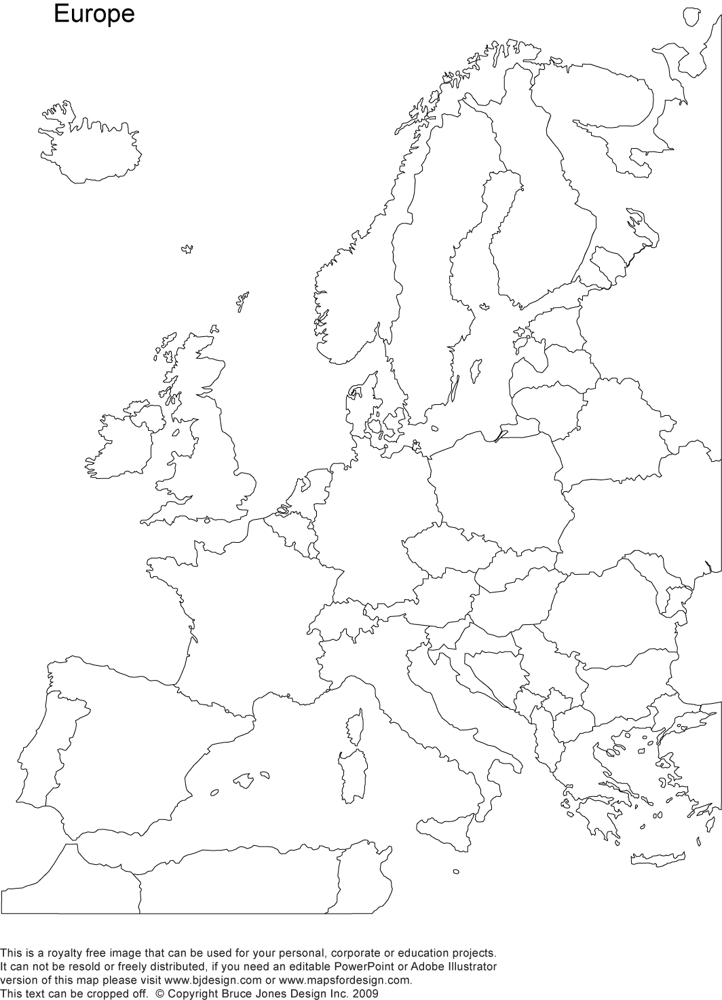 Europe
This is a royalty free image that can be used for your personal, corporate or education projects.
It can not be resold or freely distributed, if you need an editable PowerPoint or Adobe Illustrator
version of this map please visit www.bjdesign.com or www.mapsfordesign.com.
This text can be cropped off.  © Copyright Bruce Jones Design Inc. 2009